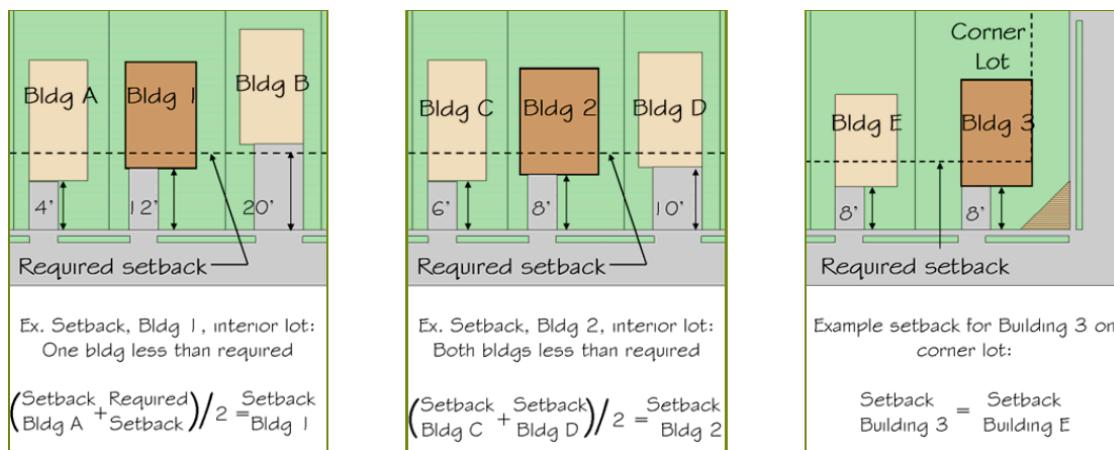 Bldg A
Bldg 1
Bldg B
4'
12'
20'
Required setback
Ex. Setback, Bldg 1, interior lot:
One bldg less than required
(Setback Bldg A + Required Setback)/2 = Setback Bldg 1
Bldg C
Bldg 2
Bldg D
6'
8'
10'
Required setback
Ex. Setback, Bldg 2, interior lot:
Both bldgs less than required
(Setback Bldg C + Setback Bldg D)/2 = Setback Bldg 2
Corner
Lot
Bldg E
Bldg 3
8'
8'
Required setback
Example setback for Building 3 on
corner lot:
Setback Building 3 = Setback Building E